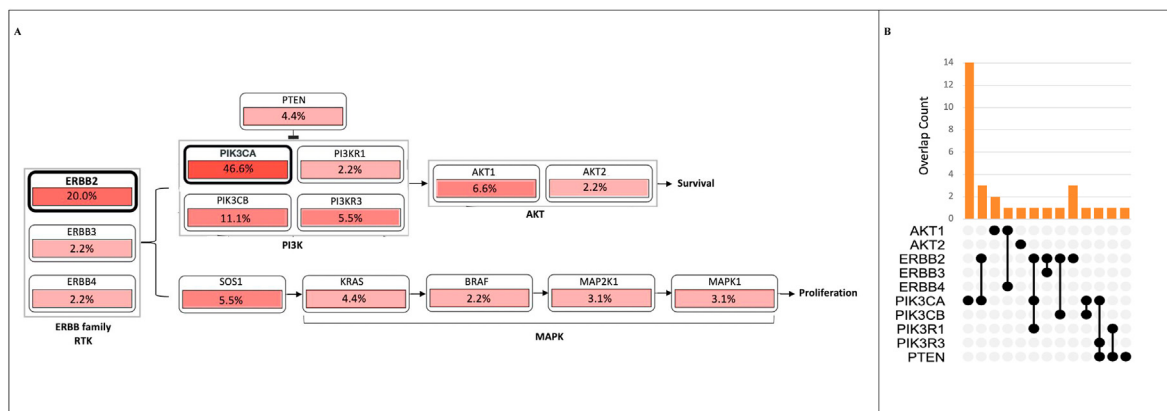 A
PTEN
4.4%
PIK3CA
46.6%
PI3KR1
2.2%
PIK3CB
11.1%
PI3KR3
5.5%
PI3K
ERBB2
20.0%
ERBB3
2.2%
ERBB4
2.2%
ERBB family
RTK
AKT1
6.6%
AKT2
2.2%
AKT
Survival
SOS1
5.5%
KRAS
4.4%
BRAF
2.2%
MAP2K1
3.1%
MAPK1
3.1%
Proliferation
MAPK
B
Overlap Count
14
12
10
8
6
4
2
0
AKT1
AKT2
ERBB2
ERBB3
ERBB4
PIK3CA
PIK3CB
PIK3R1
PIK3R3
PTEN